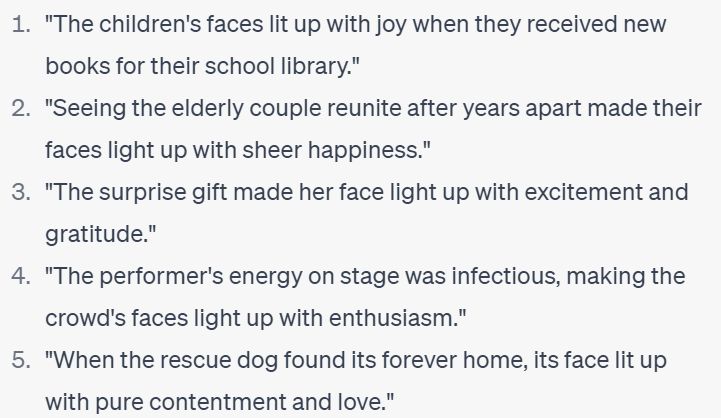 1. "The children's faces lit up with joy when they received new
books for their school library."
2. "Seeing the elderly couple reunite after years apart made their
faces light up with sheer happiness."
3. "The surprise gift made her face light up with excitement and
gratitude."
4. "The performer's energy on stage was infectious, making the
crowd's faces light up with enthusiasm."
5. "When the rescue dog found its forever home, its face lit up
with pure contentment and love."